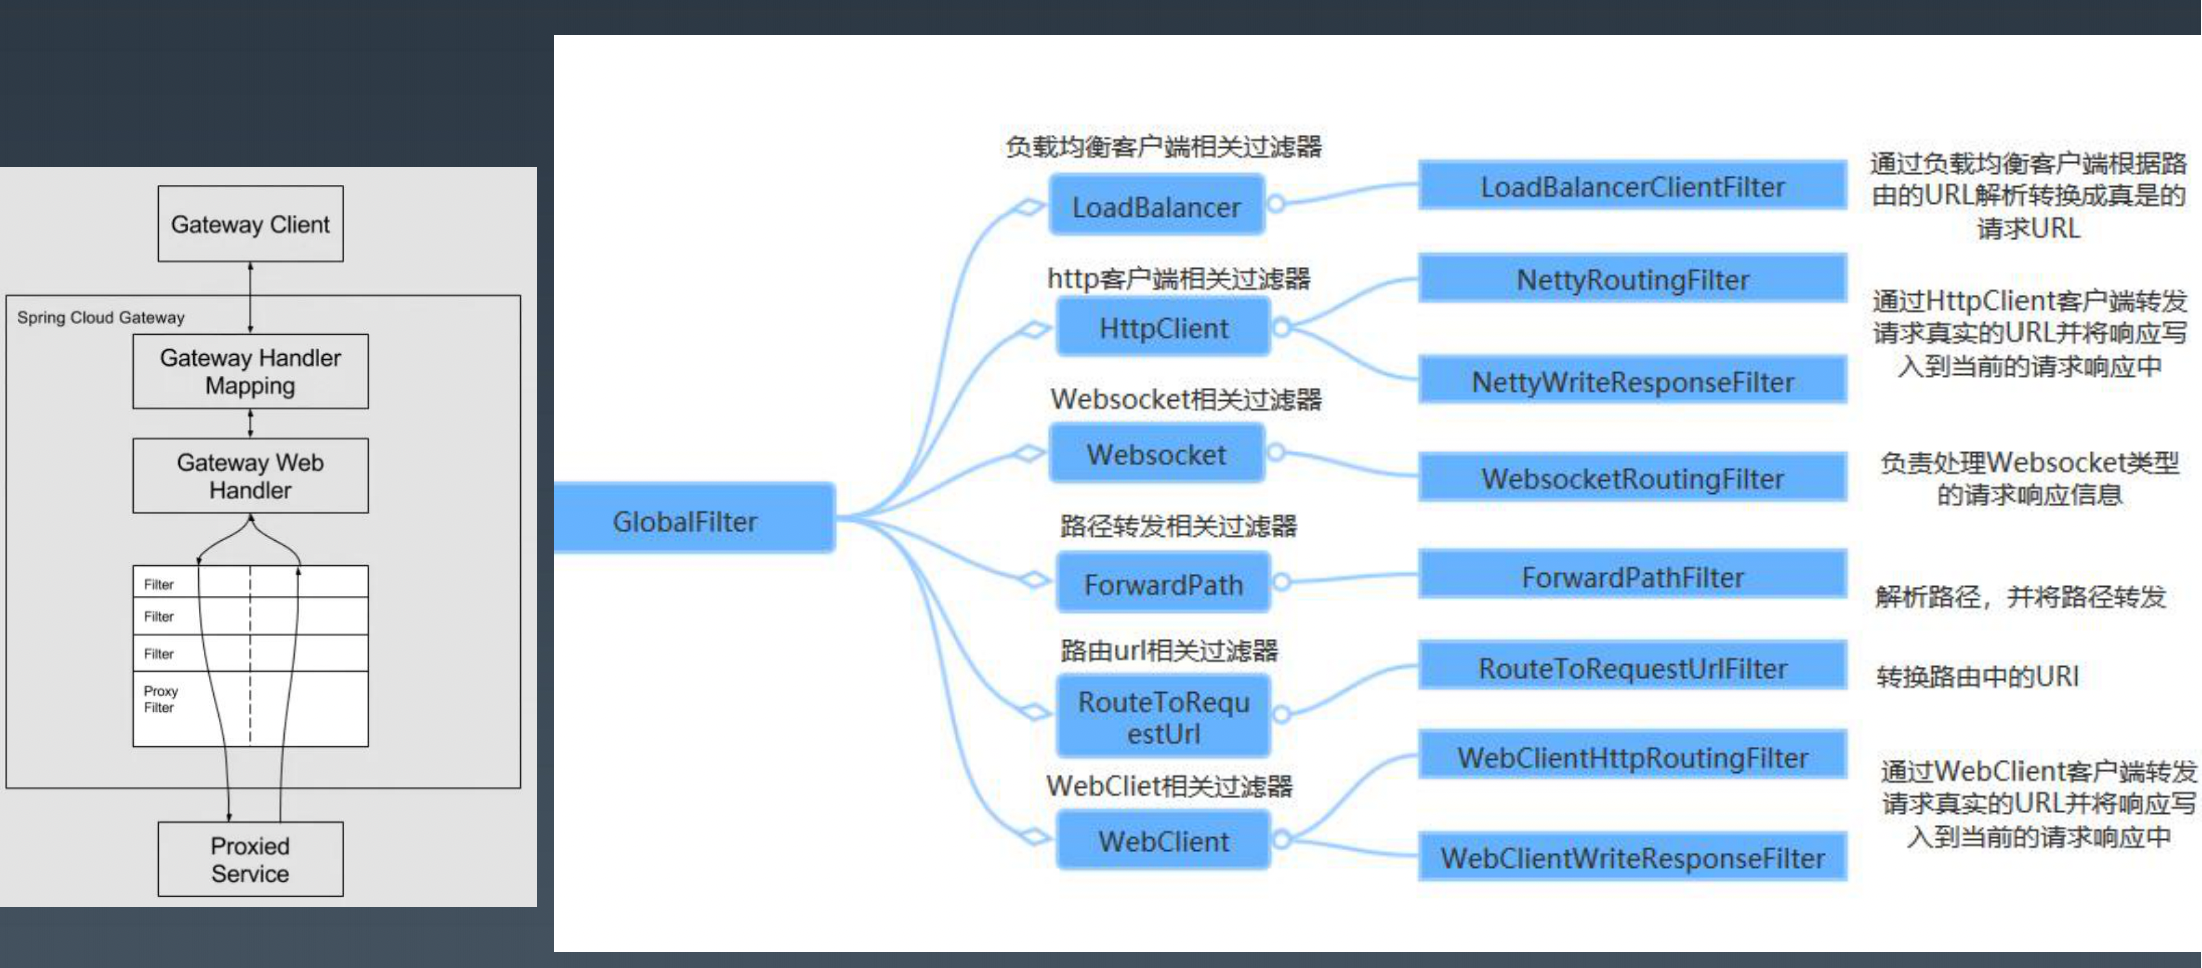 Gateway Client
Spring Cloud Gateway
Gateway Handler
Mapping
Gateway Web
Handler
Filter
Filter
Filter
Proxy
Filter
Proxied
Service
GlobalFilter
负载均衡客户端相关过滤器
LoadBalancer
LoadBalancerClientFilter
通过负载均衡客户端根据路
由的URL解析转换成真是的
请求URL
http客户端相关过滤器
HttpClient
NettyRoutingFilter
NettyWriteResponseFilter
通过HttpClient客户端转发
请求真实的URL并将响应写
入到当前的请求响应中
Websocket相关过滤器
Websocket
WebsocketRoutingFilter
负责处理Websocket类型
的请求响应信息
路径转发相关过滤器
ForwardPath
ForwardPathFilter
解析路径，并将路径转发
路由url相关过滤器
RouteToRequ
estUrl
RouteToRequestUrlFilter
转换路由中的URI
WebCliet相关过滤器
WebClient
WebClientHttpRoutingFilter
WebClientWriteResponseFilter
通过WebClient客户端转发
请求真实的URL并将响应写
入到当前的请求响应中